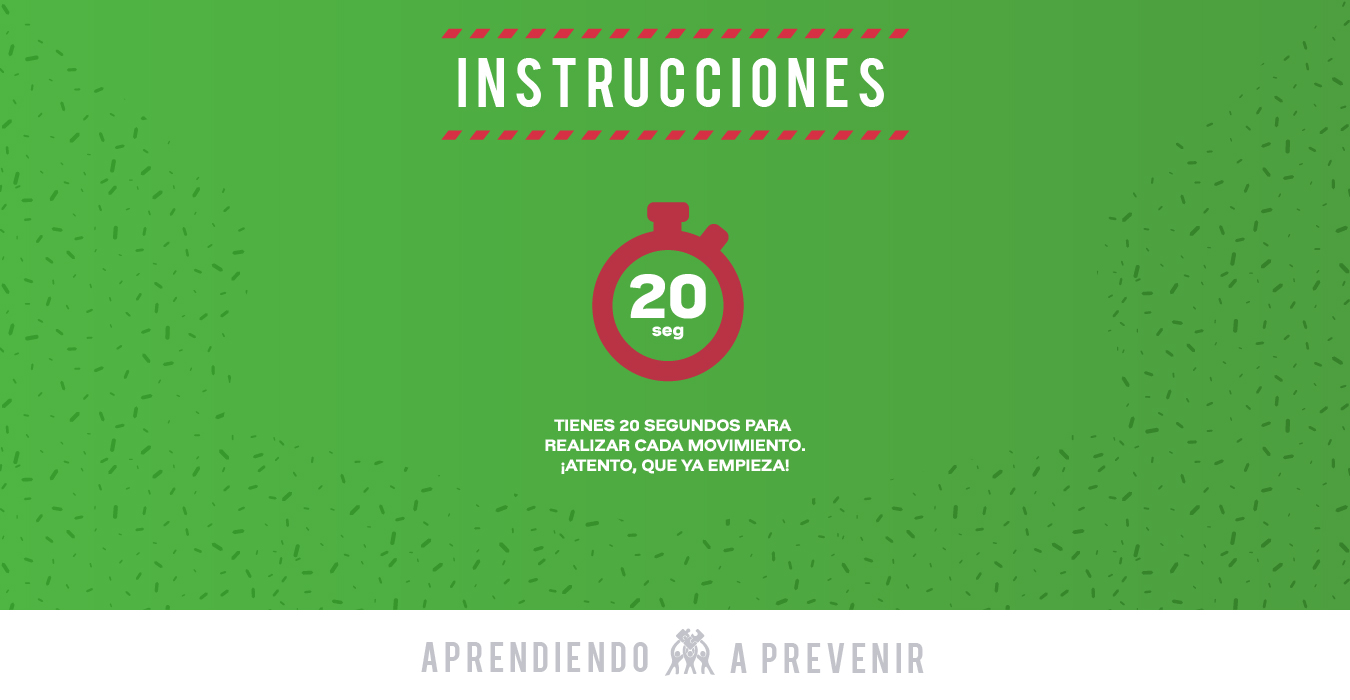 INSTRUCCIONES
20
seg
TIENES 20 SEGUNDOS PARA
REALIZAR CADA MOVIMIENTO.
¡ATENTO, QUE YA EMPIEZA!
APRENDIENDO A PREVENIR